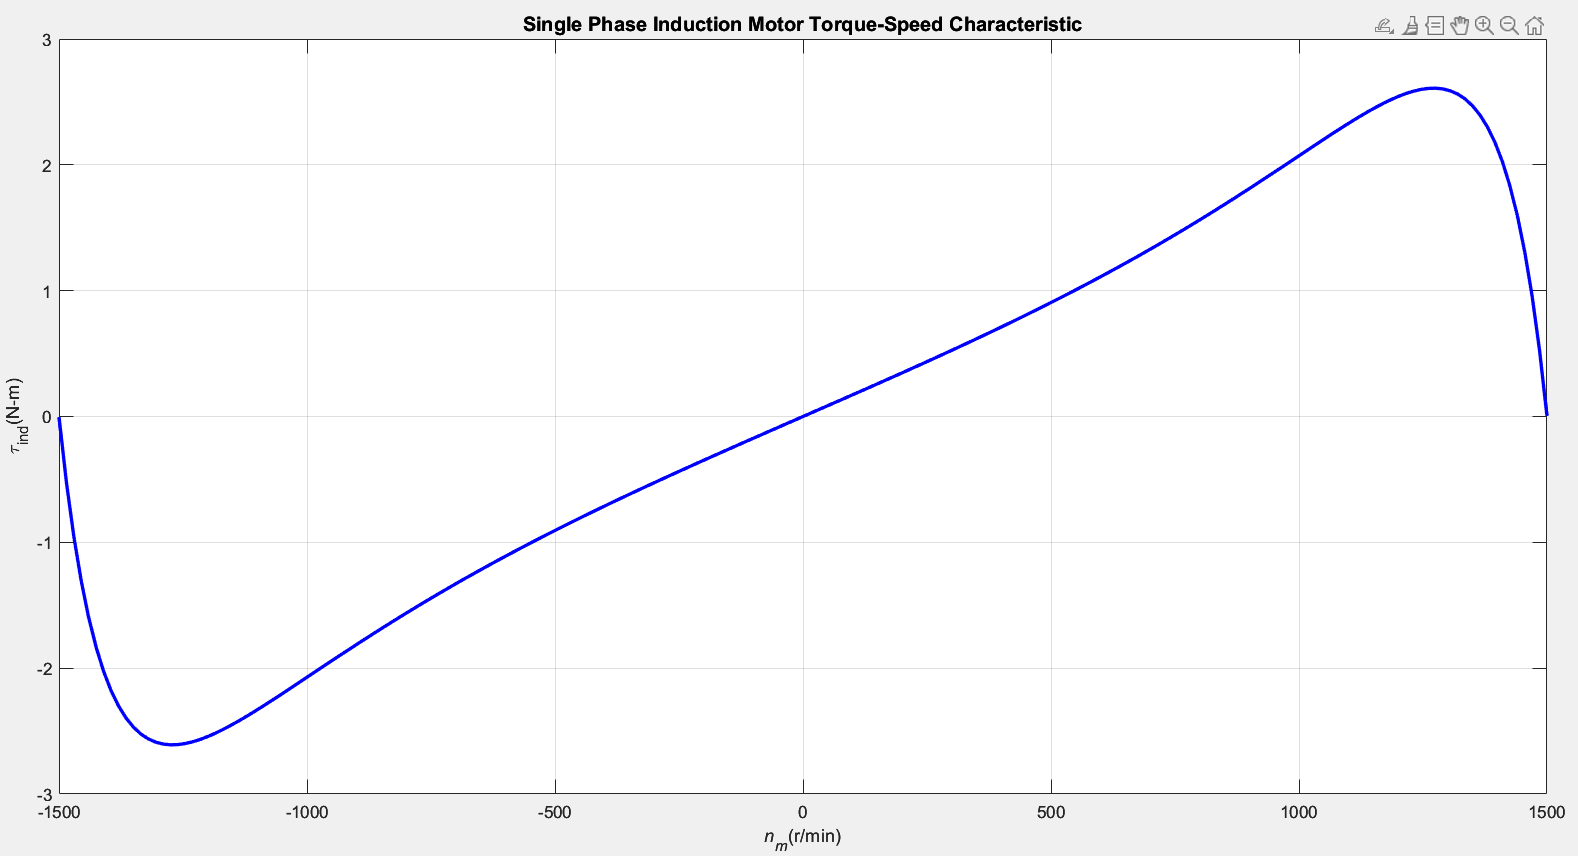 Single Phase Induction Motor Torque-Speed Characteristic
3
2
1
0
-1
-2
-3
τind(N-m)
-1500 -1000 -500 0 500 1000 1500
nm(r/min)